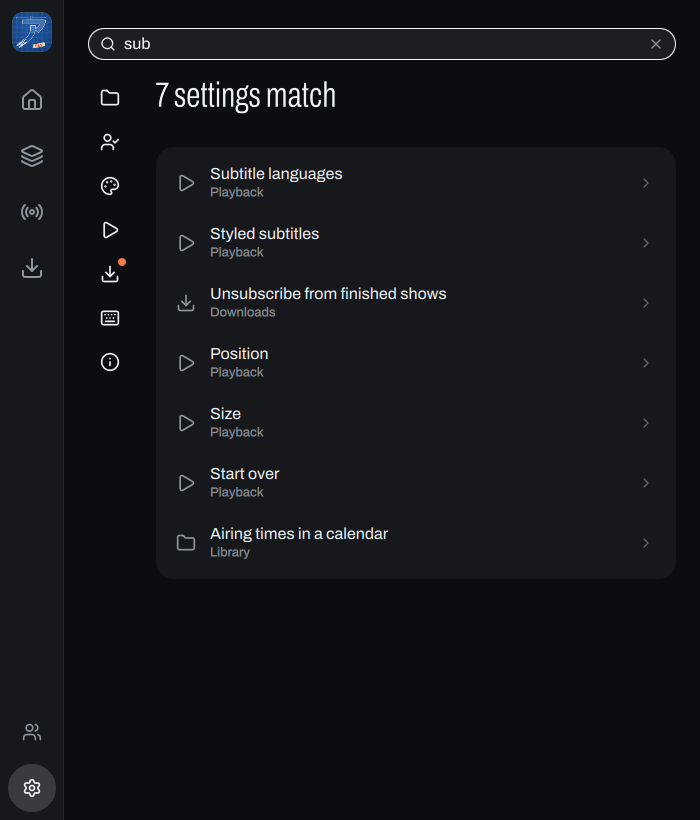 sub
7 settings match
Subtitle languages
Playback
Styled subtitles
Playback
Unsubscribe from finished shows
Downloads
Position
Playback
Size
Playback
Start over
Playback
Airing times in a calendar
Library